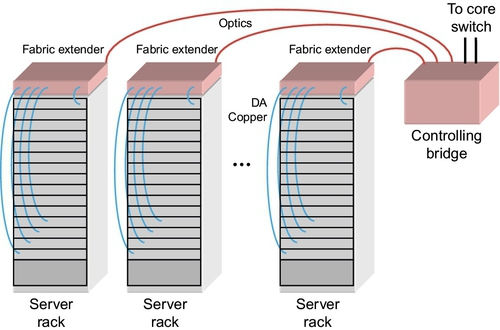 To core
switch
Optics
Fabric extender
Fabric extender
Fabric extender
DA
Copper
Controlling
bridge
...
Server
rack
Server
rack
Server
rack